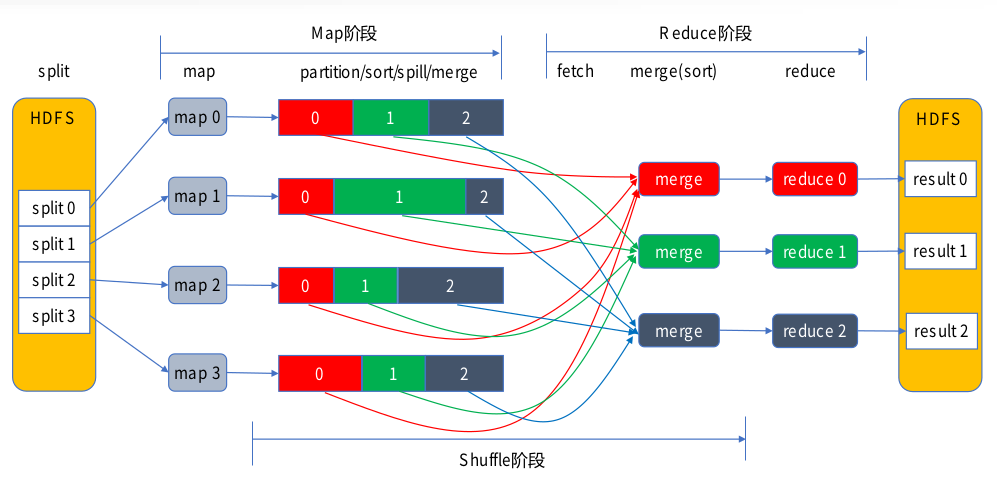 Map阶段
Reduce阶段
split
map
partition/sort/spill/merge
fetch
merge(sort)
reduce
HDFS
split 0
split 1
split 2
split 3
map 0
map 1
map 2
map 3
0 1 2
0 1 2
0 1 2
0 1 2
merge
merge
merge
reduce 0
reduce 1
reduce 2
HDFS
result 0
result 1
result 2
Shuffle阶段